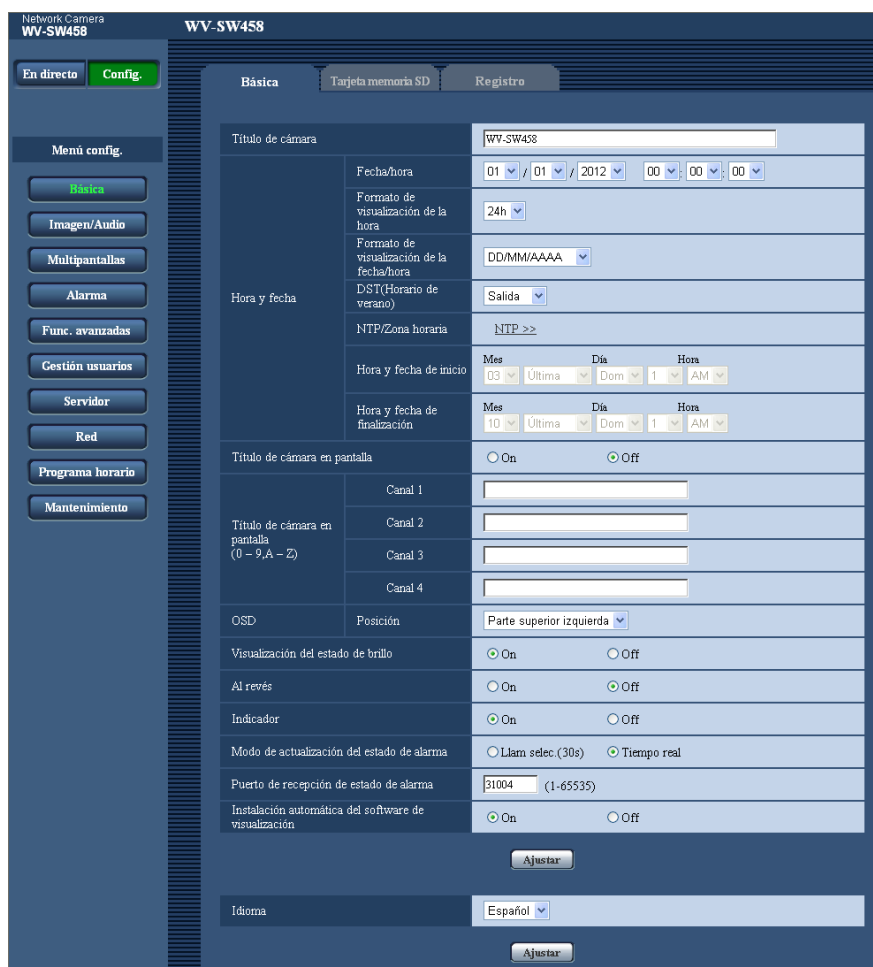 Network Camera
WV-SW458
WV-SW458
En directo
Config.
Menú config.
Básica
Imagen/Audio
Multipantallas
Alarma
Func. avanzadas
Gestión usuarios
Servidor
Red
Programa horario
Mantenimiento
Básica
Tarjeta memoria SD
Registro
Título de cámara
WV-SW458
Hora y fecha
Fecha/hora
01 / 01 / 2012 00 : 00 : 00
Formato de
visualización de la
hora
24h
Formato de
visualización de la
fecha/hora
DD/MM/AAAA
DST(Horario de
verano)
Salida
NTP/Zona horaria
NTP >>
Hora y fecha de inicio
Mes Día Hora
03 Última Dom 1 AM
Hora y fecha de
finalización
Mes Día Hora
10 Última Dom 1 AM
Título de cámara en pantalla
On Off
Título de cámara en
pantalla
(0 – 9,A – Z)
Canal 1
Canal 2
Canal 3
Canal 4
OSD
Posición
Parte superior izquierda
Visualización del estado de brillo
On Off
Al revés
On Off
Indicador
On Off
Modo de actualización del estado de alarma
Llam selec.(30s) Tiempo real
Puerto de recepción de estado de alarma
31004 (1-65535)
Instalación automática del software de
visualización
On Off
Ajustar
Idioma
Español
Ajustar